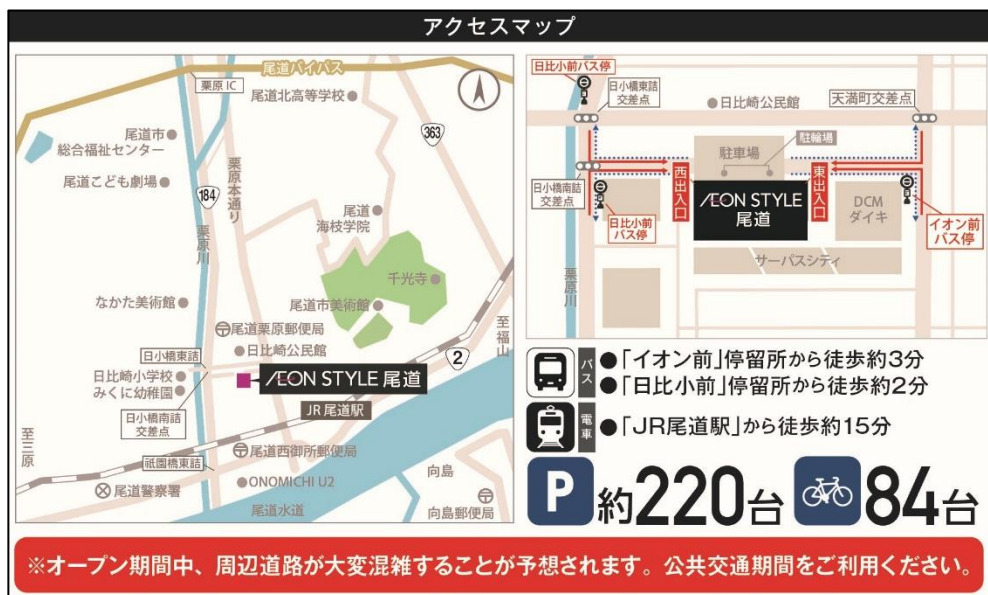 アクセスマップ
尾道バイパス
栗原IC
尾道北高等学校
363
尾道市
総合福祉センター
尾道こども劇場
184
栗原本通り
栗原川
尾道
海技学院
千光寺
なかた美術館
尾道市美術館
至福山
尾道栗原郵便局
2
日小橋東詰
日比崎公民館
日比崎小学校
みくに幼稚園
ÆON STYLE 尾道
日小橋南詰
交差点
JR 尾道駅
至三原
尾道西御所郵便局
祇園橋東詰
ONOMICHI U2
向島
尾道警察署
尾道水道
向島郵便局
日比小前バス停
日小橋東詰
交差点
日比崎公民館
天満町交差点
駐輪場
駐車場
日小橋南詰
交差点
西出入口
東出入口
ÆON STYLE
尾道
DCM
ダイキ
日比小前
バス停
イオン前
バス停
サーパスシティ
栗原川
バス
●「イオン前」停留所から徒歩約3分
●「日比小前」停留所から徒歩約2分
電車
●「JR尾道駅」から徒歩約15分
P 約220台 84台
※オープン期間中、周辺道路が大変混雑することが予想されます。公共交通期間をご利用ください。